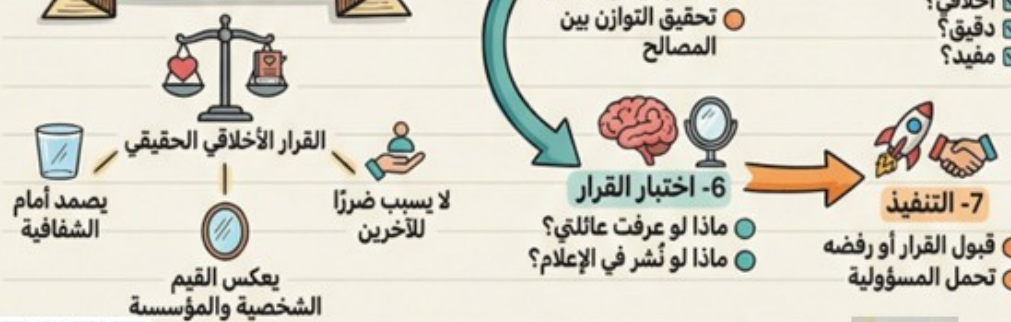 أخلاقي؟
دقيق؟
مفيد؟
تحقيق التوازن بين
المصالح
6- اختبار القرار
ماذا لو عرفت عائلتي؟
ماذا لو نُشر في الإعلام؟
7- التنفيذ
قبول القرار أو رفضه
تحمل المسؤولية
القرار الأخلاقي الحقيقي
لا يسبب ضررًا
للآخرين
يعكس القيم
الشخصية والمؤسسية
يصمد أمام
الشفافية